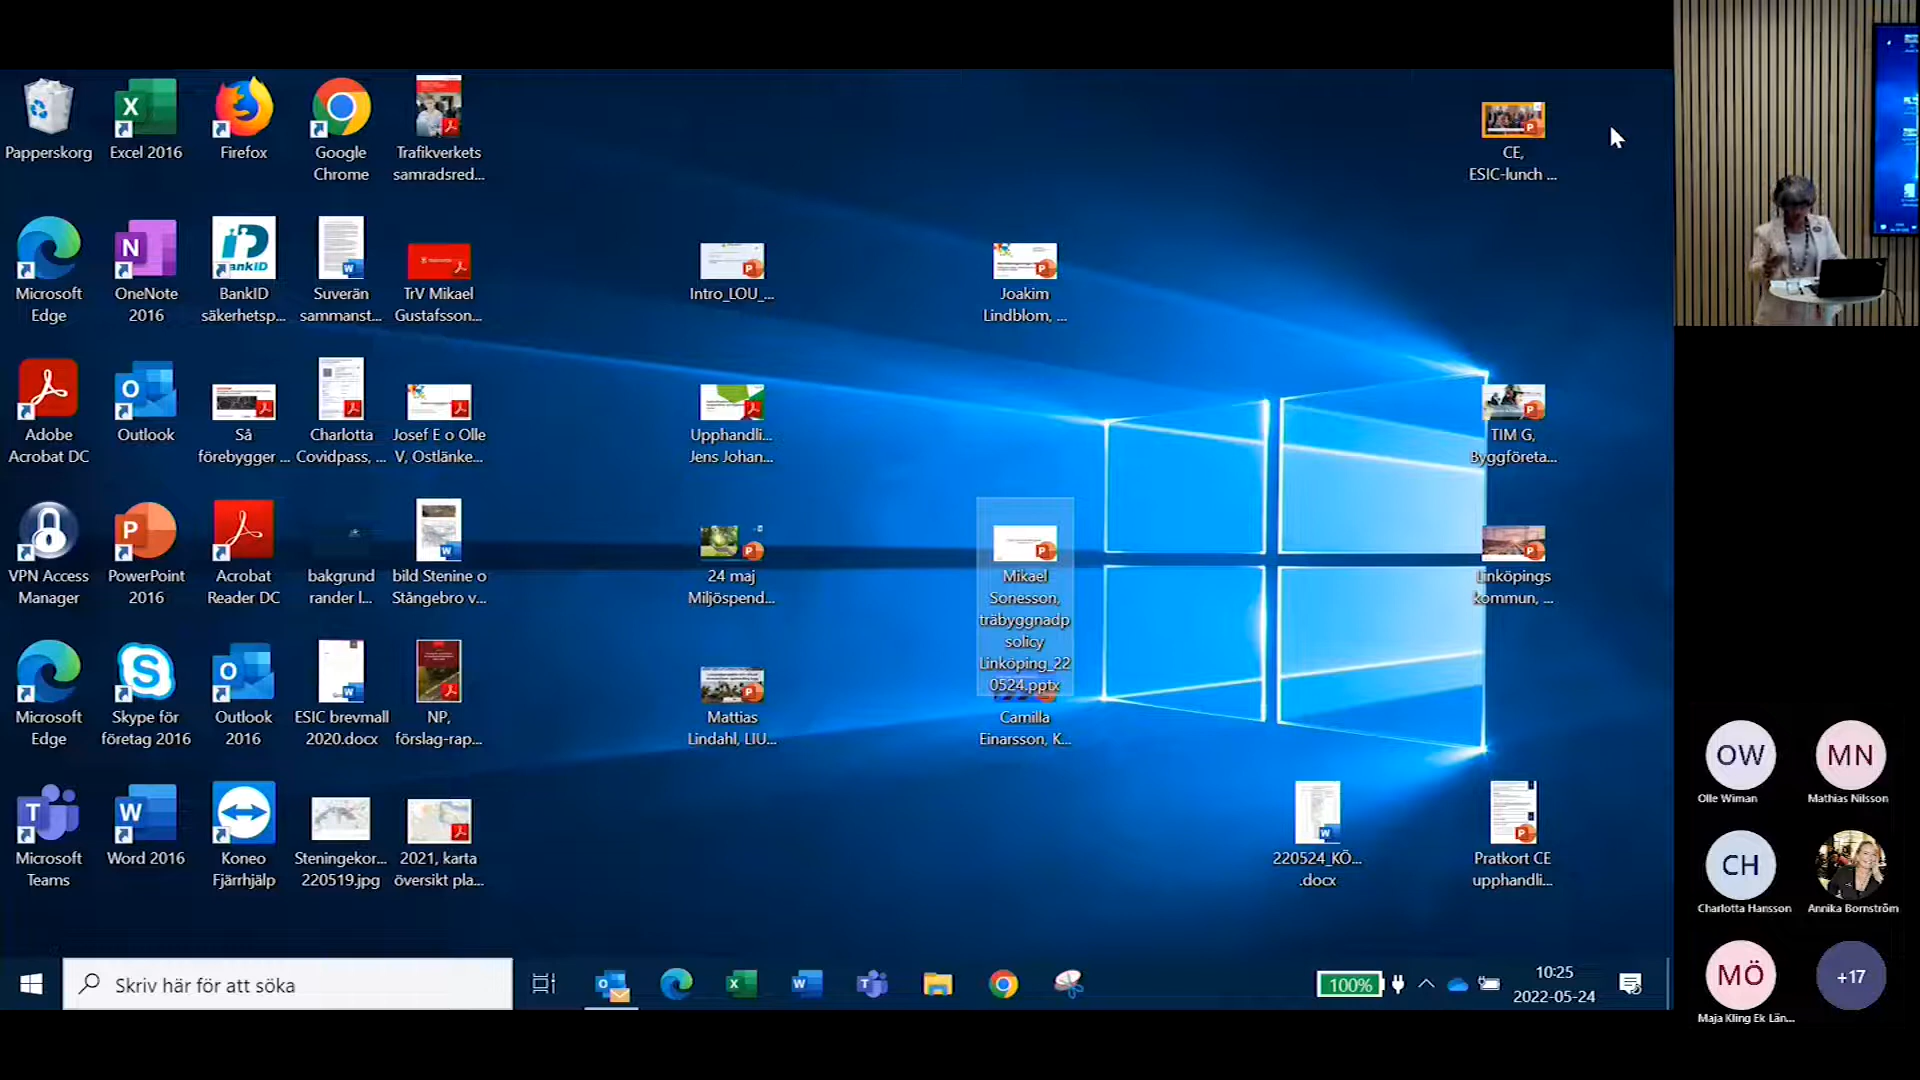 Papperskorg
Excel 2016
Firefox
Google
Chrome
Trafikverkets
samradsred...
CE,
ESIC-lunch ...
Microsoft
Edge
OneNote
2016
BankID
säkerhetsp...
Suverän
sammanst...
TrV Mikael
Gustafsson...
Intro_LOU_...
Joakim
Lindblom, ...
Adobe
Acrobat DC
Outlook
Så
förebygger ...
Charlotta
Covidpass, ...
Josef E o Olle
V, Ostlänke...
Upphandli...
Jens Johan...
TIM G,
Byggföreta...
VPN Access
Manager
PowerPoint
2016
Acrobat
Reader DC
bakgrund
rander l...
bild Stenine o
Stångebro v...
24 maj
Miljöspend...
Mikael
Sonesson,
träbyggnadp
solicy
Linköping_22
0524.pptx
Linköpings
kommun, ...
Microsoft
Edge
Skype för
företag 2016
Outlook
2016
ESIC brevmall
2020.docx
NP,
förslag-rap...
Mattias
Lindahl, LIU...
Camilla
Einarsson, K...
Microsoft
Teams
Word 2016
Koneo
Fjärrhjälp
Steningekor...
220519.jpg
2021, karta
översikt pla...
220524_KÖ...
.docx
Pratkort CE
upphandli...
Skriv här för att söka
100%
10:25
2022-05-24
OW
Olle Wiman
MN
Mathias Nilsson
CH
Charlotta Hansson
Annika Bornström
MÖ
Maja Kling Ek Län...
+17